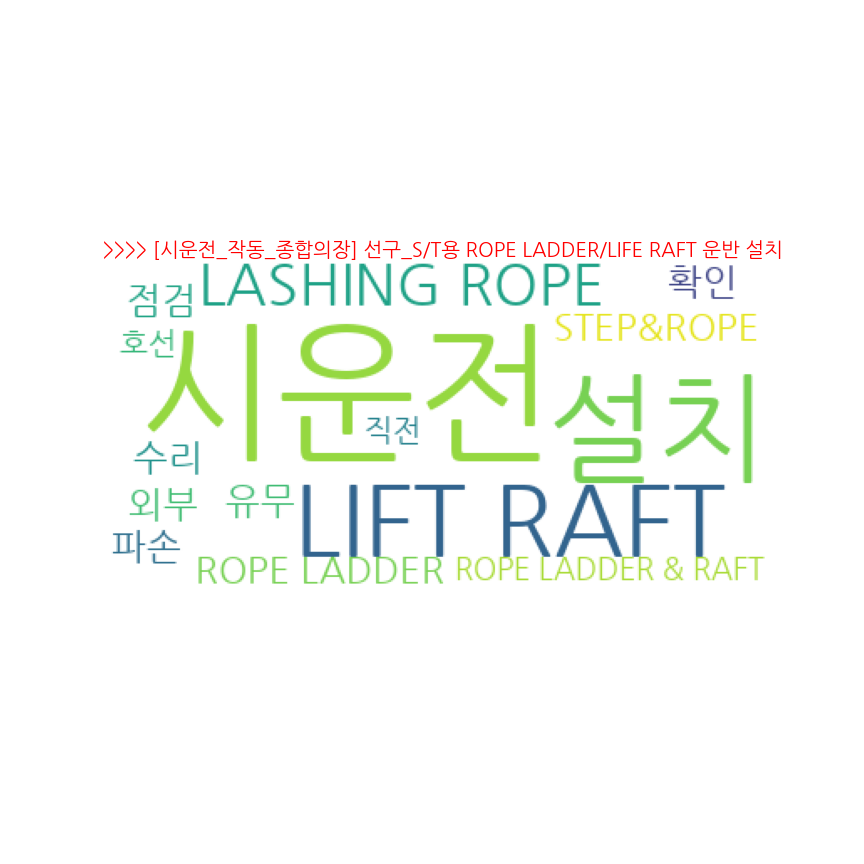 >>>> [시운전_작동_종합의장] 선구_S/T용 ROPE LADDER/LIFE RAFT 운반 설치
점검 LASHING ROPE 확인
호선 STEP&ROPE
시운전 설치
직전
수리
외부 유무 LIFT RAFT
파손
ROPE LADDER ROPE LADDER & RAFT